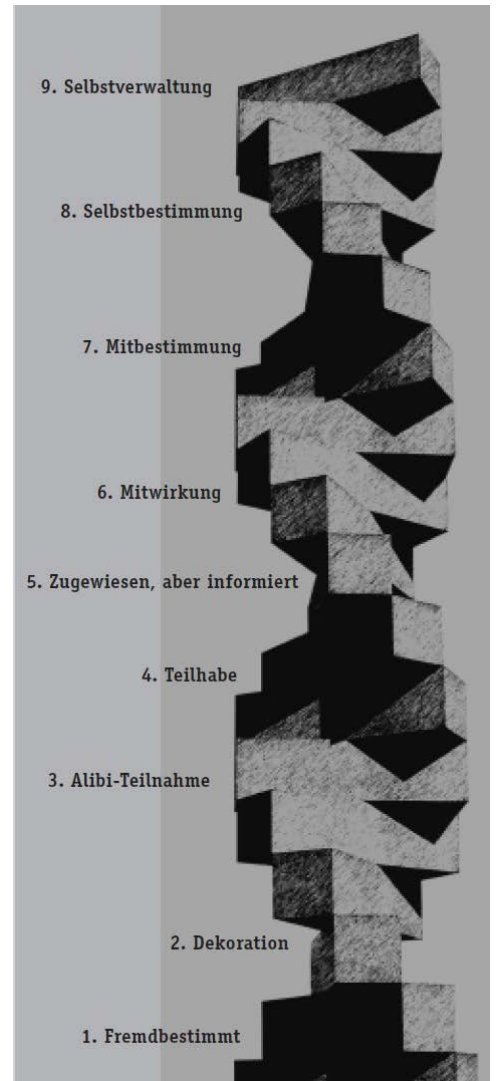 9. Selbstverwaltung
8. Selbstbestimmung
7. Mitbestimmung
6. Mitwirkung
5. Zugewiesen, aber informiert
4. Teilhabe
3. Alibi-Teilnahme
2. Dekoration
1. Fremdbestimmt